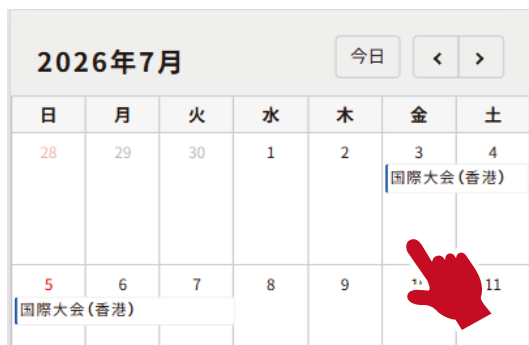 2026年7月 今日
日 月 火 水 木 金 土
28 29 30 1 2 3 4
国際大会(香港)
5 6 7 8 9 11
国際大会(香港)